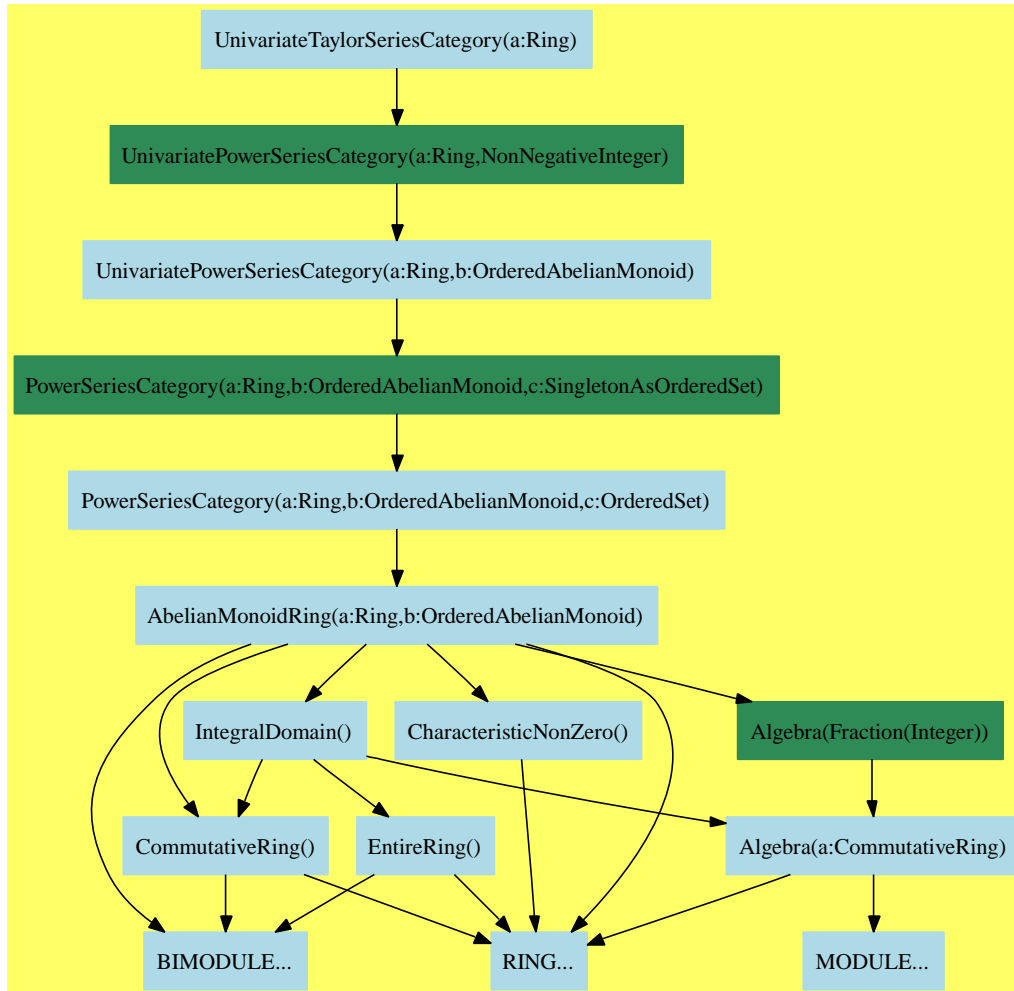 UnivariateTaylorSeriesCategory(a:Ring)
UnivariatePowerSeriesCategory(a:Ring,NonNegativeInteger)
UnivariatePowerSeriesCategory(a:Ring,b:OrderedAbelianMonoid)
PowerSeriesCategory(a:Ring,b:OrderedAbelianMonoid,c:SingletonAsOrderedSet)
PowerSeriesCategory(a:Ring,b:OrderedAbelianMonoid,c:OrderedSet)
AbelianMonoidRing(a:Ring,b:OrderedAbelianMonoid)
IntegralDomain()
CharacteristicNonZero()
Algebra(Fraction(Integer))
CommutativeRing()
EntireRing()
Algebra(a:CommutativeRing)
BIMODULE...
RING...
MODULE...